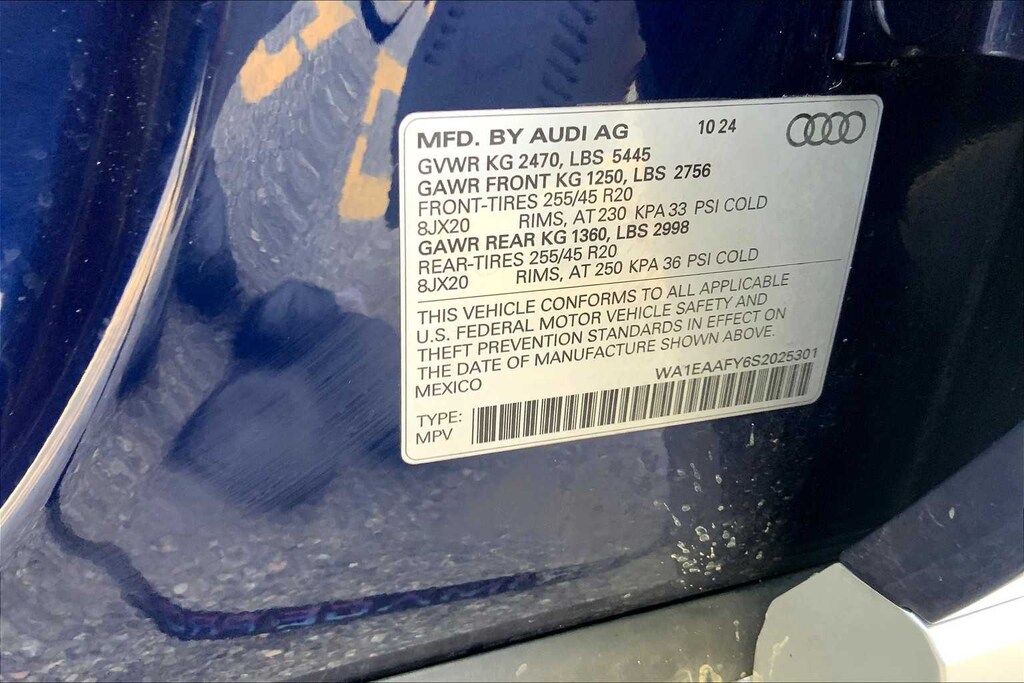 MFD. BY AUDI AG 10 24
GVWR KG 2470, LBS 5445
GAWR FRONT KG 1250, LBS 2756
FRONT-TIRES 255/45 R20
8JX20 RIMS, AT 230 KPA 33 PSI COLD
GAWR REAR KG 1360, LBS 2998
REAR-TIRES 255/45 R20
8JX20 RIMS, AT 250 KPA 36 PSI COLD
THIS VEHICLE CONFORMS TO ALL APPLICABLE
U.S. FEDERAL MOTOR VEHICLE SAFETY AND
THEFT PREVENTION STANDARDS IN EFFECT ON
THE DATE OF MANUFACTURE SHOWN ABOVE.
MEXICO WA1EAAFY6S2025301
TYPE:
MPV